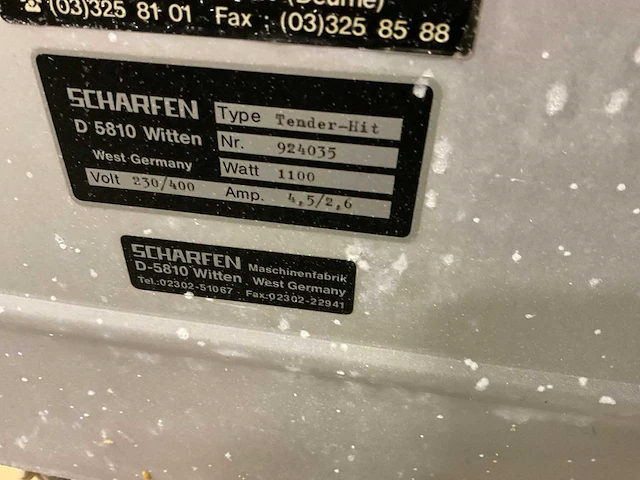 (Deurne)
☎ (03)325 81 01 Fax : (03)325 85 88
SCHARFEN
D 5810 Witten
West Germany
Volt 230/400
Type Tender-Hit
Nr. 924035
Watt 1100
Amp. 4,5/2,6
SCHARFEN Maschinenfabrik
D-5810 Witten West Germany
Tel.:02302-51067 Fax:02302-22941